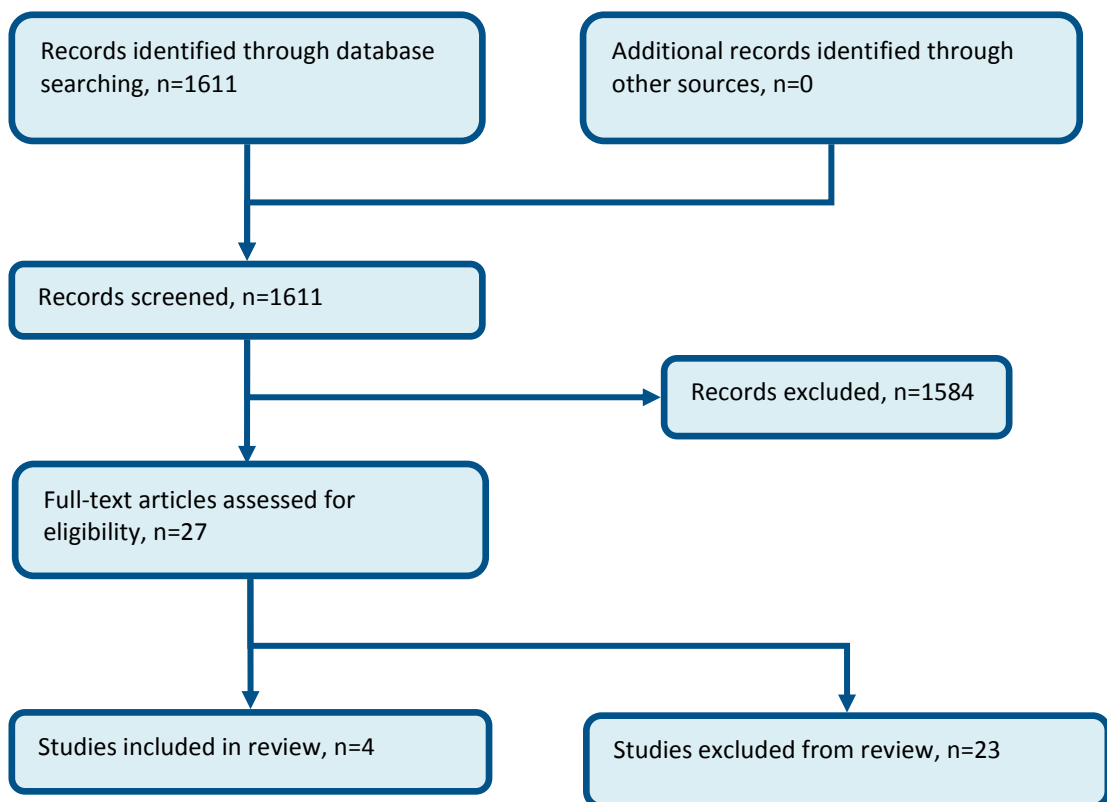 Records identified through database
searching, n=1611
Additional records identified through
other sources, n=0
Records screened, n=1611
Records excluded, n=1584
Full-text articles assessed for
eligibility, n=27
Studies included in review, n=4
Studies excluded from review, n=23